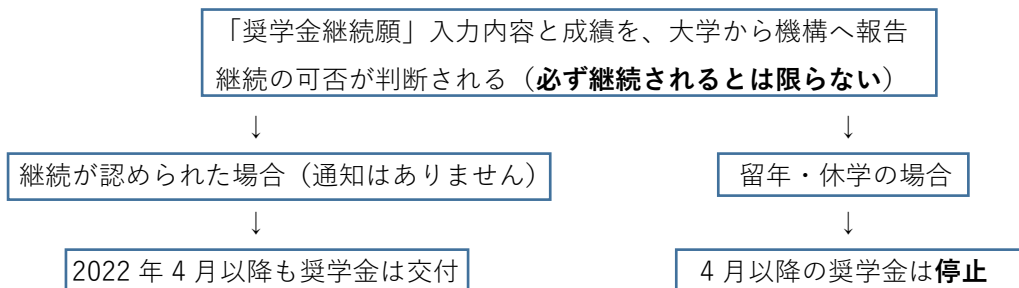 「奨学金継続願」入力内容と成績を、大学から機構へ報告
継続の可否が判断される（必ず継続されるとは限らない）
↓ ↓
継続が認められた場合（通知はありません） 留年・休学の場合
↓ ↓
2022 年 4 月以降も奨学金は交付 4 月以降の奨学金は停止